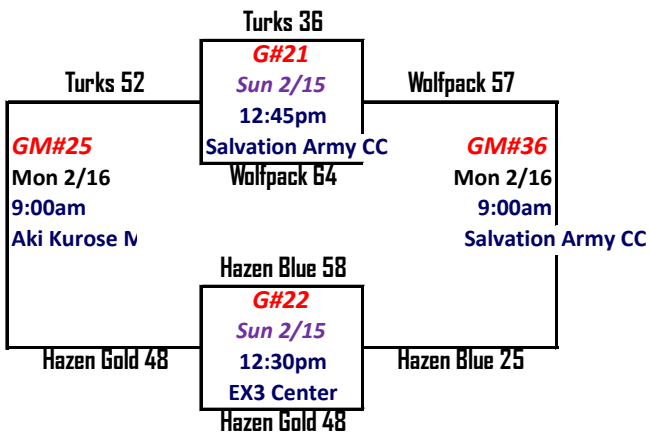 Turks 36
G#21
Turks 52
Sun 2/15
Wolfpack 57
12:45pm
GM#25
Salvation Army CC
GM#36
Mon 2/16
Wolfpack 64
Mon 2/16
9:00am
9:00am
Aki Kurose M
Salvation Army CC
Hazen Blue 58
G#22
Sun 2/15
Hazen Gold 48
12:30pm
Hazen Blue 25
EX3 Center
Hazen Gold 48